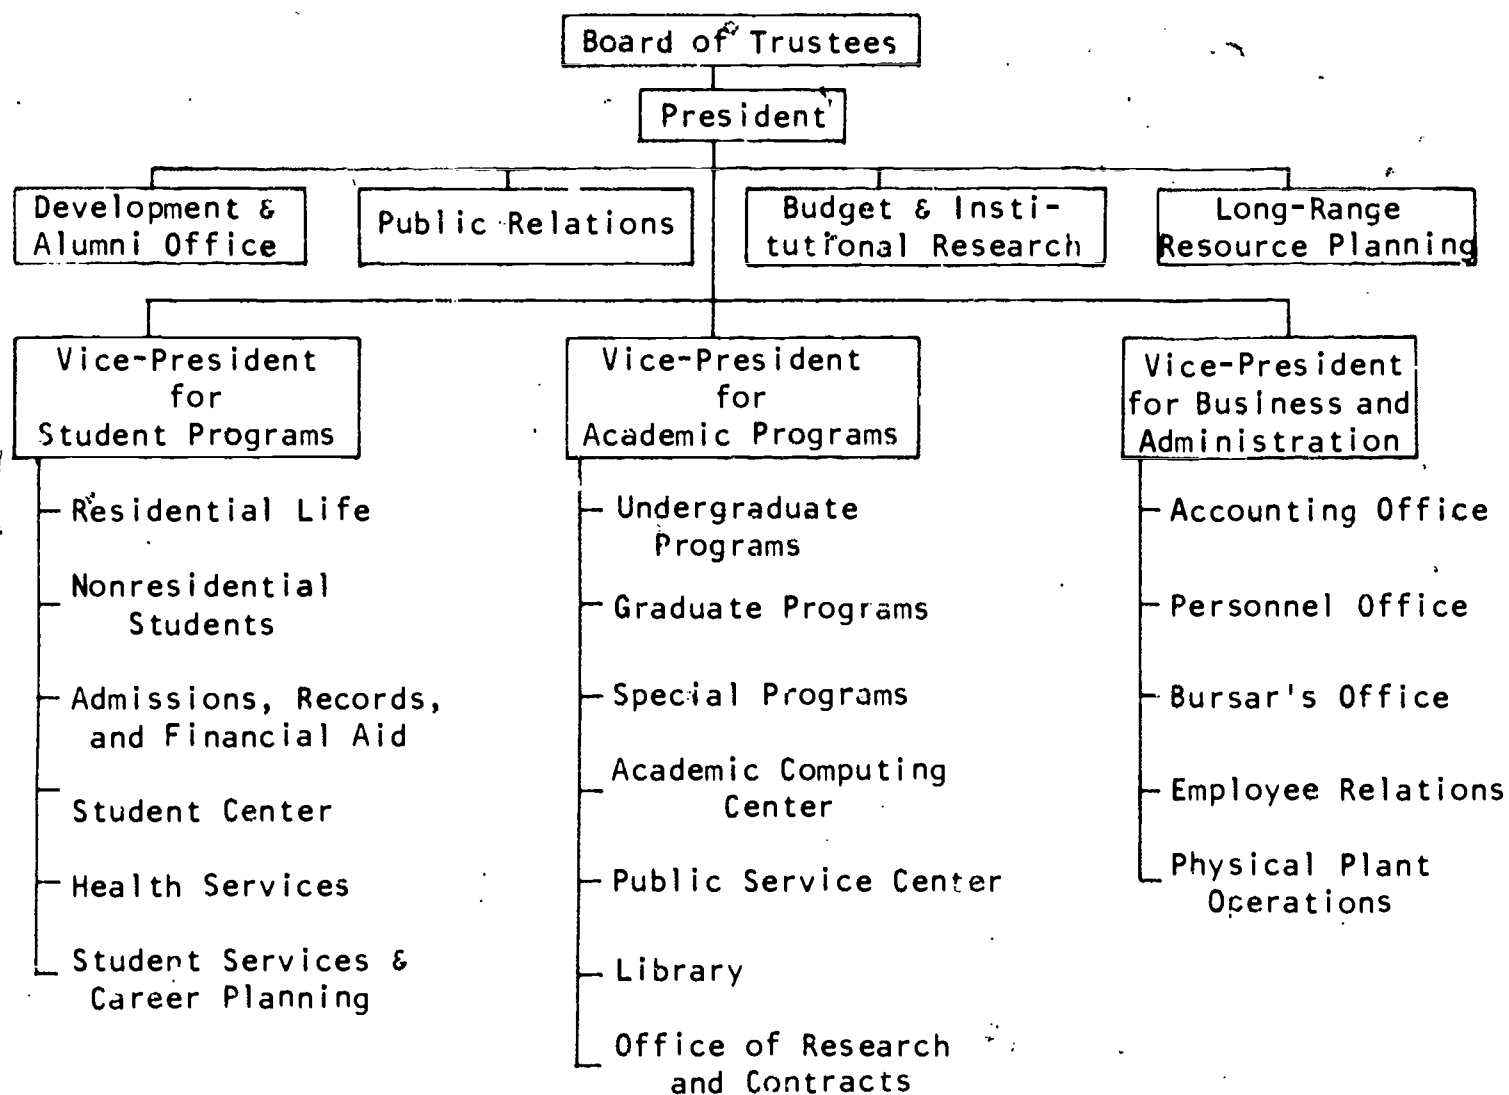 Board of Trustees
President
Development &
Alumni Office
Public Relations
Budget & Insti-
tutional Research
Long-Range
Resource Planning
Vice-President
for
Student Programs
Residential Life
Nonresidential
Students
Admissions, Records,
and Financial Aid
Student Center
Health Services
Student Services &
Career Planning
Vice-President
for
Academic Programs
Undergraduate
Programs
Graduate Programs
Special Programs
Academic Computing
Center
Public Service Center
Library
Office of Research
and Contracts
Vice-President
for Business and
Administration
Accounting Office
Personnel Office
Bursar's Office
Employee Relations
Physical Plant
Operations